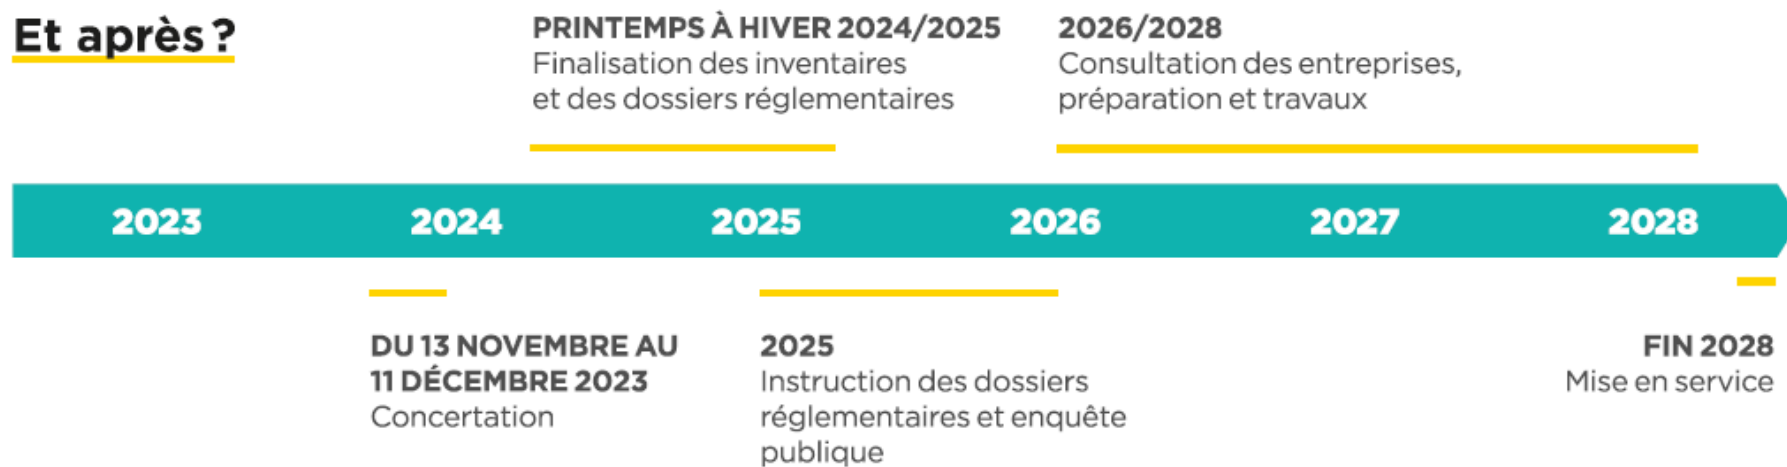 Et après ?
PRINTEMPS À HIVER 2024/2025
Finalisation des inventaires
et des dossiers réglementaires
2026/2028
Consultation des entreprises,
préparation et travaux
2023
2024
2025
2026
2027
2028
DU 13 NOVEMBRE AU
11 DÉCEMBRE 2023
Concertation
2025
Instruction des dossiers
réglementaires et enquête
publique
FIN 2028
Mise en service